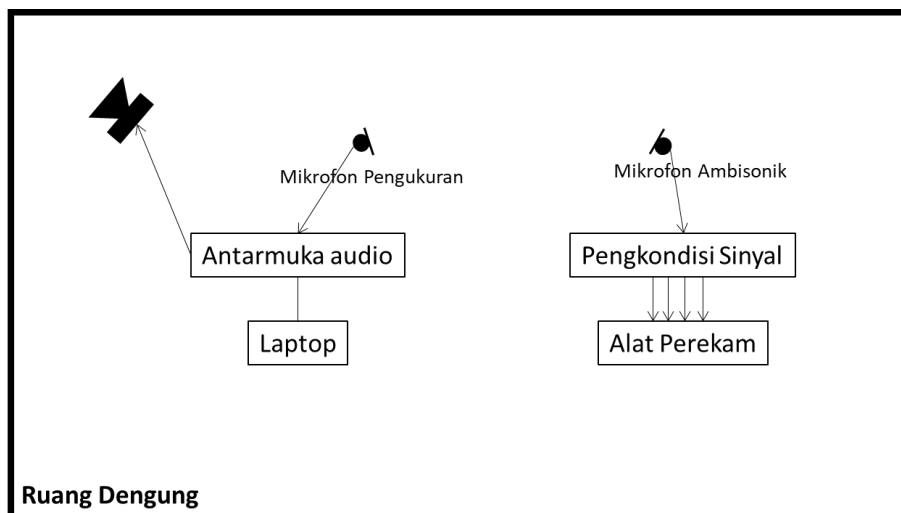 Mikrofon Pengukuran
Mikrofon Ambisonik
Antarmuka audio
Pengkondisi Sinyal
Laptop
Alat Perekam
Ruang Dengung